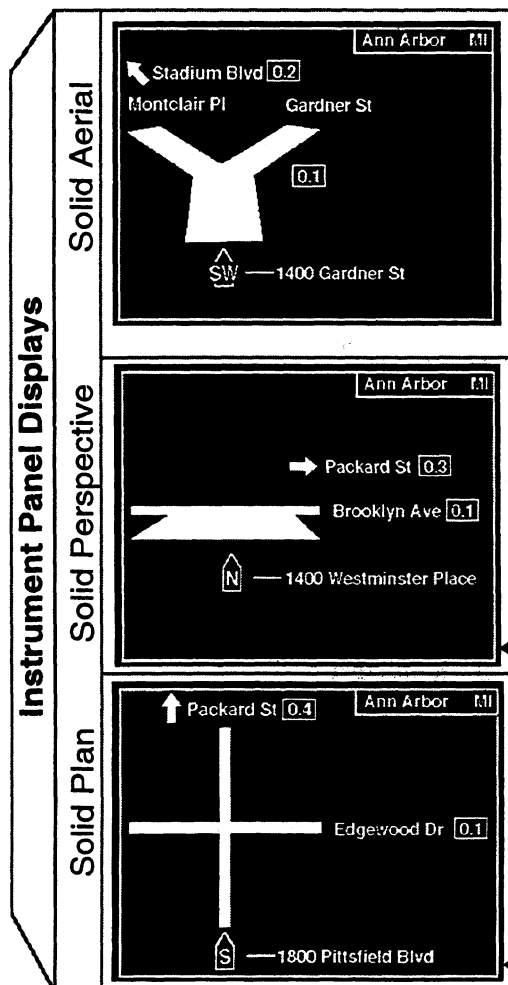 Instrument Panel Displays
Solid Aerial
Ann Arbor MI
Stadium Blvd 0.2
Montclair Pl Gardner St
0.1
SW 1400 Gardner St
Solid Perspective
Ann Arbor MI
Packard St 0.3
Brooklyn Ave 0.1
N 1400 Westminster Place
Solid Plan
Ann Arbor MI
Packard St 0.4
Edgewood Dr 0.1
S 1800 Pittsfield Blvd